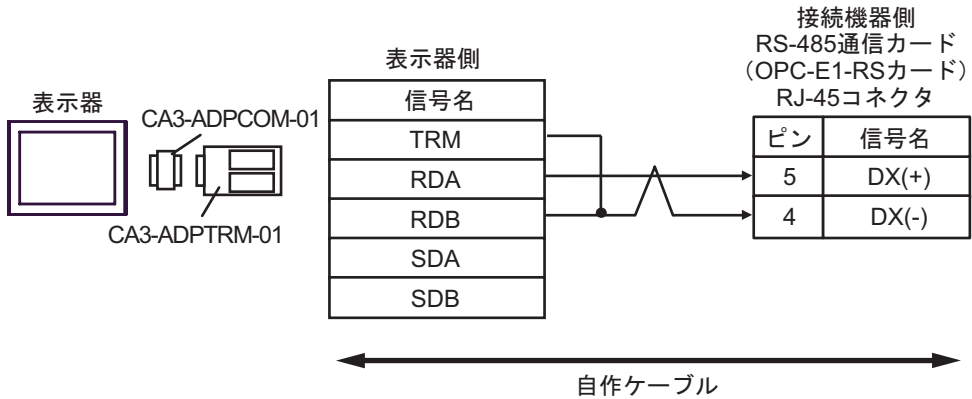 接続機器側
RS-485通信カード
（OPC-E1-RSカード）
RJ-45コネクタ
表示器側
表示器
CA3-ADPCOM-01
CA3-ADPTRM-01
信号名
TRM
RDA
RDB
SDA
SDB
ピン 信号名
5 DX(+)
4 DX(-)
自作ケーブル